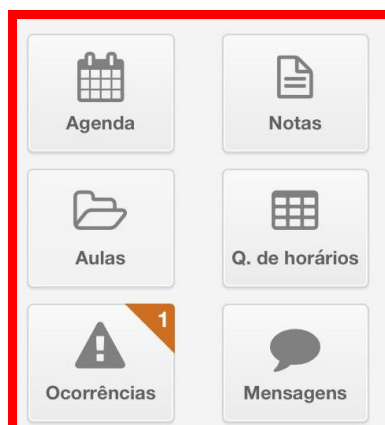 Agenda
Notas
Aulas
Q. de horários
1
Ocorrências
Mensagens